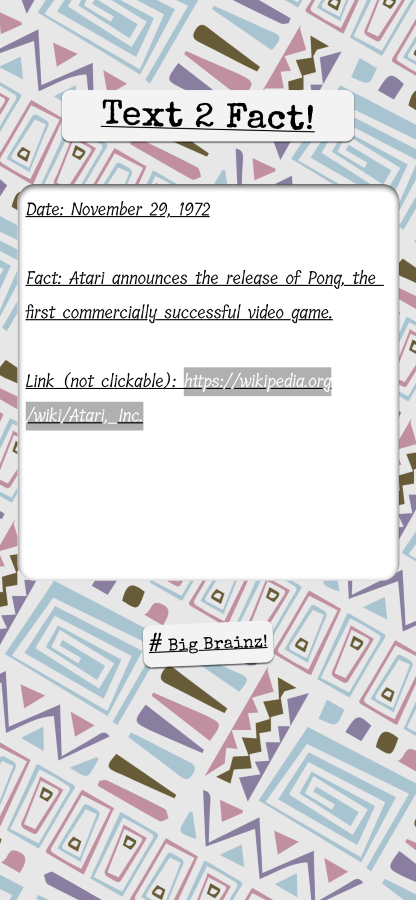 Text 2 Fact!
Date: November 29, 1972
Fact: Atari announces the release of Pong, the
first commercially successful video game.
Link (not clickable): https://wikipedia.org
/wiki/Atari,_Inc.
# Big Brainz!